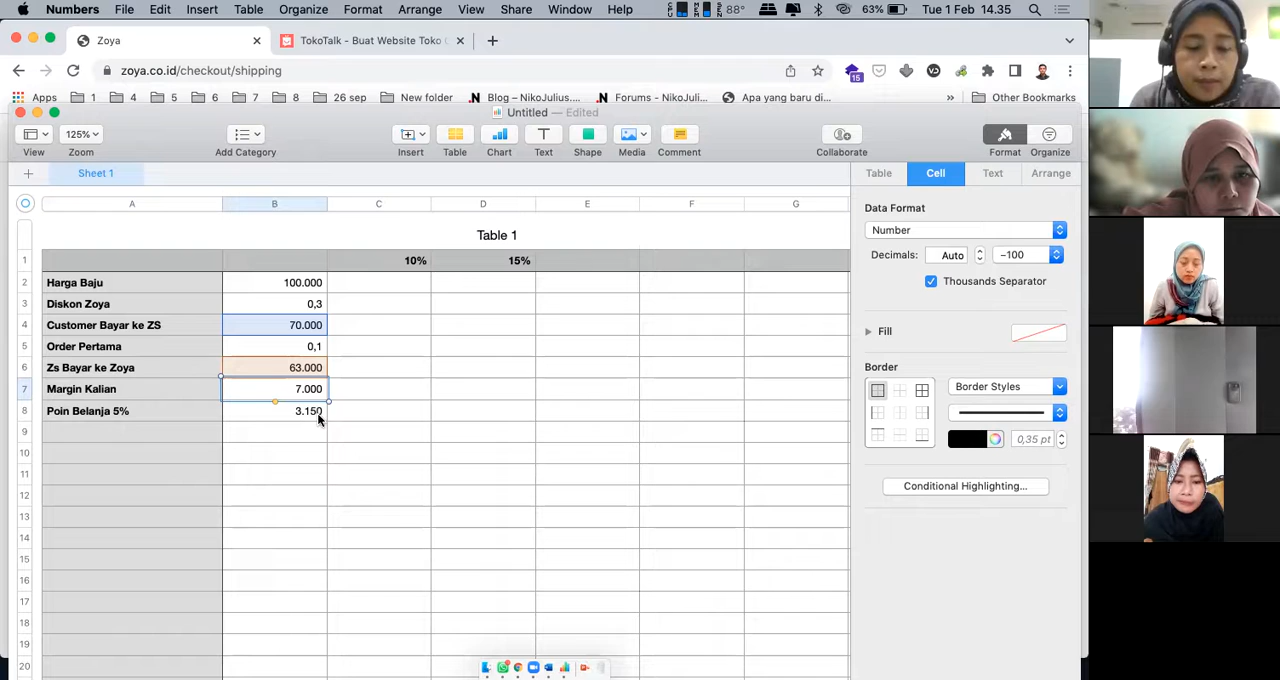 Numbers File Edit Insert Table Organize Format Arrange View Share Window Help 88° 63% Tue 1 Feb 14.35
Zoya TokoTalk - Buat Website Toko
zoya.co.id/checkout/shipping 15
Apps 1 4 5 6 7 8 26 sep New folder Blog – NikoJulius.... Forums - NikoJuli... Apa yang baru di... » Other Bookmarks
Untitled — Edited
125%
View Zoom Add Category Insert Table Chart Text Shape Media Comment Collaborate Format Organize
Sheet 1 Table Cell Text Arrange
A B C D E F G
Table 1
1 10% 15%
2 Harga Baju 100.000
3 Diskon Zoya 0,3
4 Customer Bayar ke ZS 70.000
5 Order Pertama 0,1
6 Zs Bayar ke Zoya 63.000
7 Margin Kalian 7.000
8 Poin Belanja 5% 3.150
9
10
11
12
13
14
15
16
17
18
19
20
Data Format
Number
Decimals: Auto −100
Thousands Separator
Fill
Border
Border Styles
0,35 pt
Conditional Highlighting...